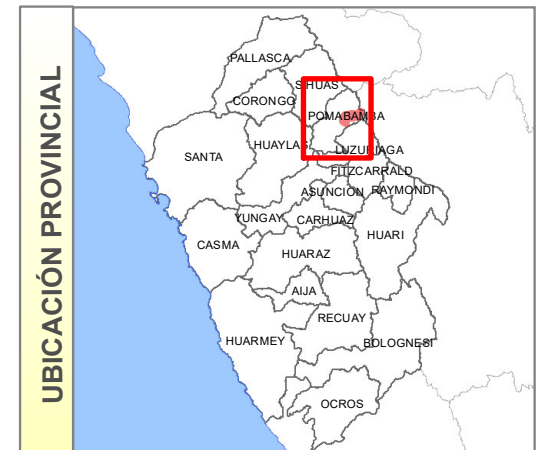 UBICACIÓN PROVINCIAL
PALLASCA
SIHUAS
CORONGO
POMABAMBA
HUAYLAS
SANTA
LUZURIAGA
FITZCARRALD
ASUNCION
RAYMONDI
YUNGAY
CARHUAZ
CASMA
HUARI
HUARAZ
AIJA
RECUAY
HUARMEY
BOLOGNESI
OCROS